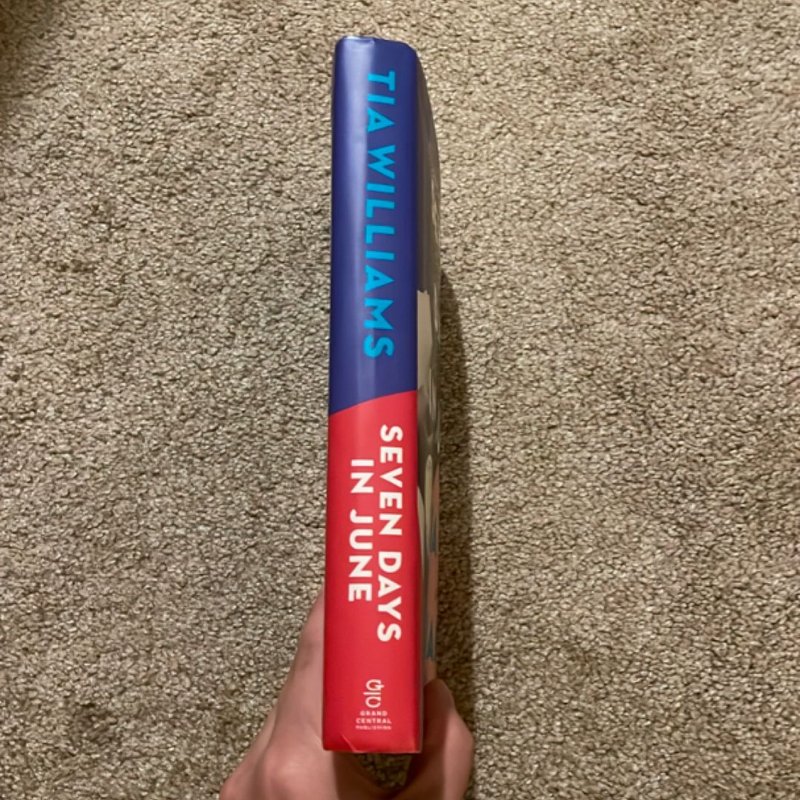 TIA WILLIAMS
SEVEN DAYS
IN JUNE
GRAND
CENTRAL
PUBLISHING